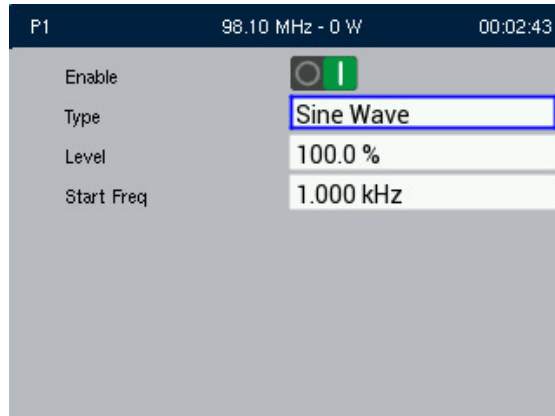 P1 98.10 MHz - 0 W 00:02:43
Enable
Type Sine Wave
Level 100.0 %
Start Freq 1.000 kHz